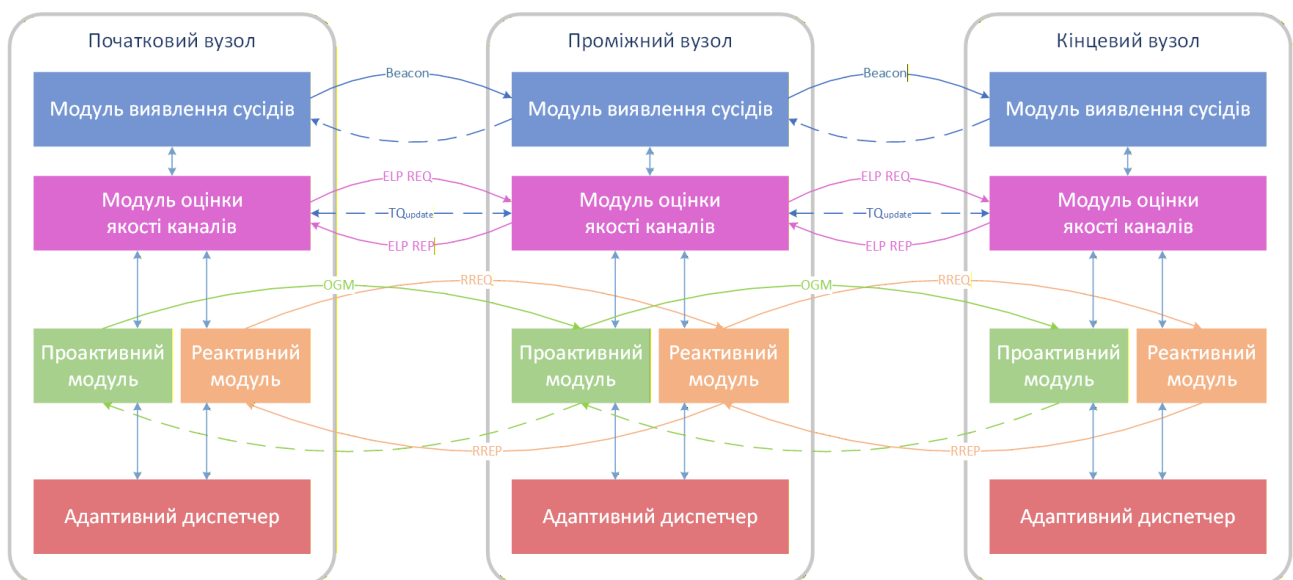 Початковий вузол
Проміжний вузол
Кінцевий вузол
Beacon
Beacon
Модуль виявлення сусідів
Модуль виявлення сусідів
Модуль виявлення сусідів
ELP REQ
ELP REQ
Модуль оцінки
якості каналів
Модуль оцінки
якості каналів
Модуль оцінки
якості каналів
TQupdate
TQupdate
ELP REP
ELP REP
OGM
RREQ
OGM
RREQ
Проактивний
модуль
Реактивний
модуль
Проактивний
модуль
Реактивний
модуль
Проактивний
модуль
Реактивний
модуль
RREP
RREP
Адаптивний диспетчер
Адаптивний диспетчер
Адаптивний диспетчер